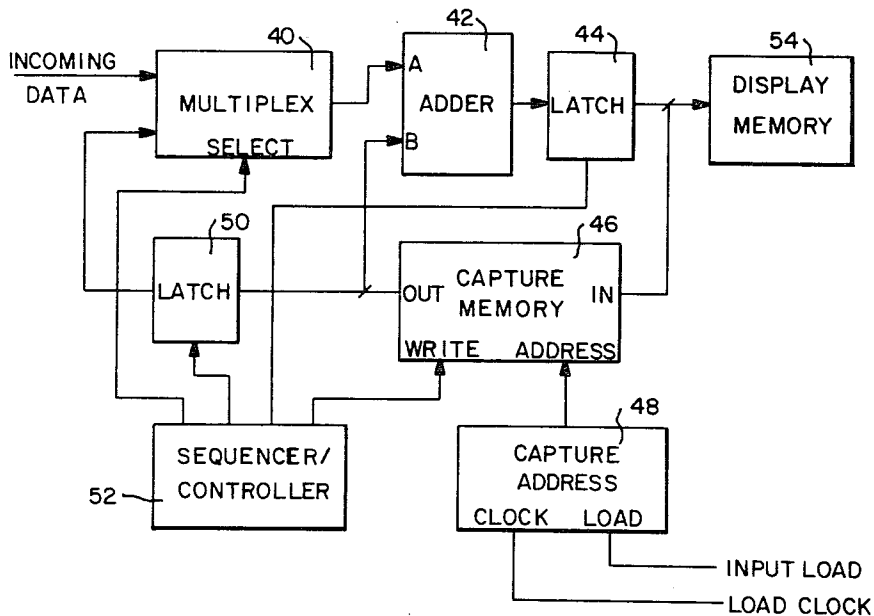 40
42
44
54
INCOMING
DATA
MULTIPLEX
SELECT
A
B
ADDER
LATCH
DISPLAY
MEMORY
50
46
LATCH
OUT
CAPTURE
MEMORY
IN
WRITE
ADDRESS
48
52
SEQUENCER/
CONTROLLER
CAPTURE
ADDRESS
CLOCK
LOAD
INPUT LOAD
LOAD CLOCK